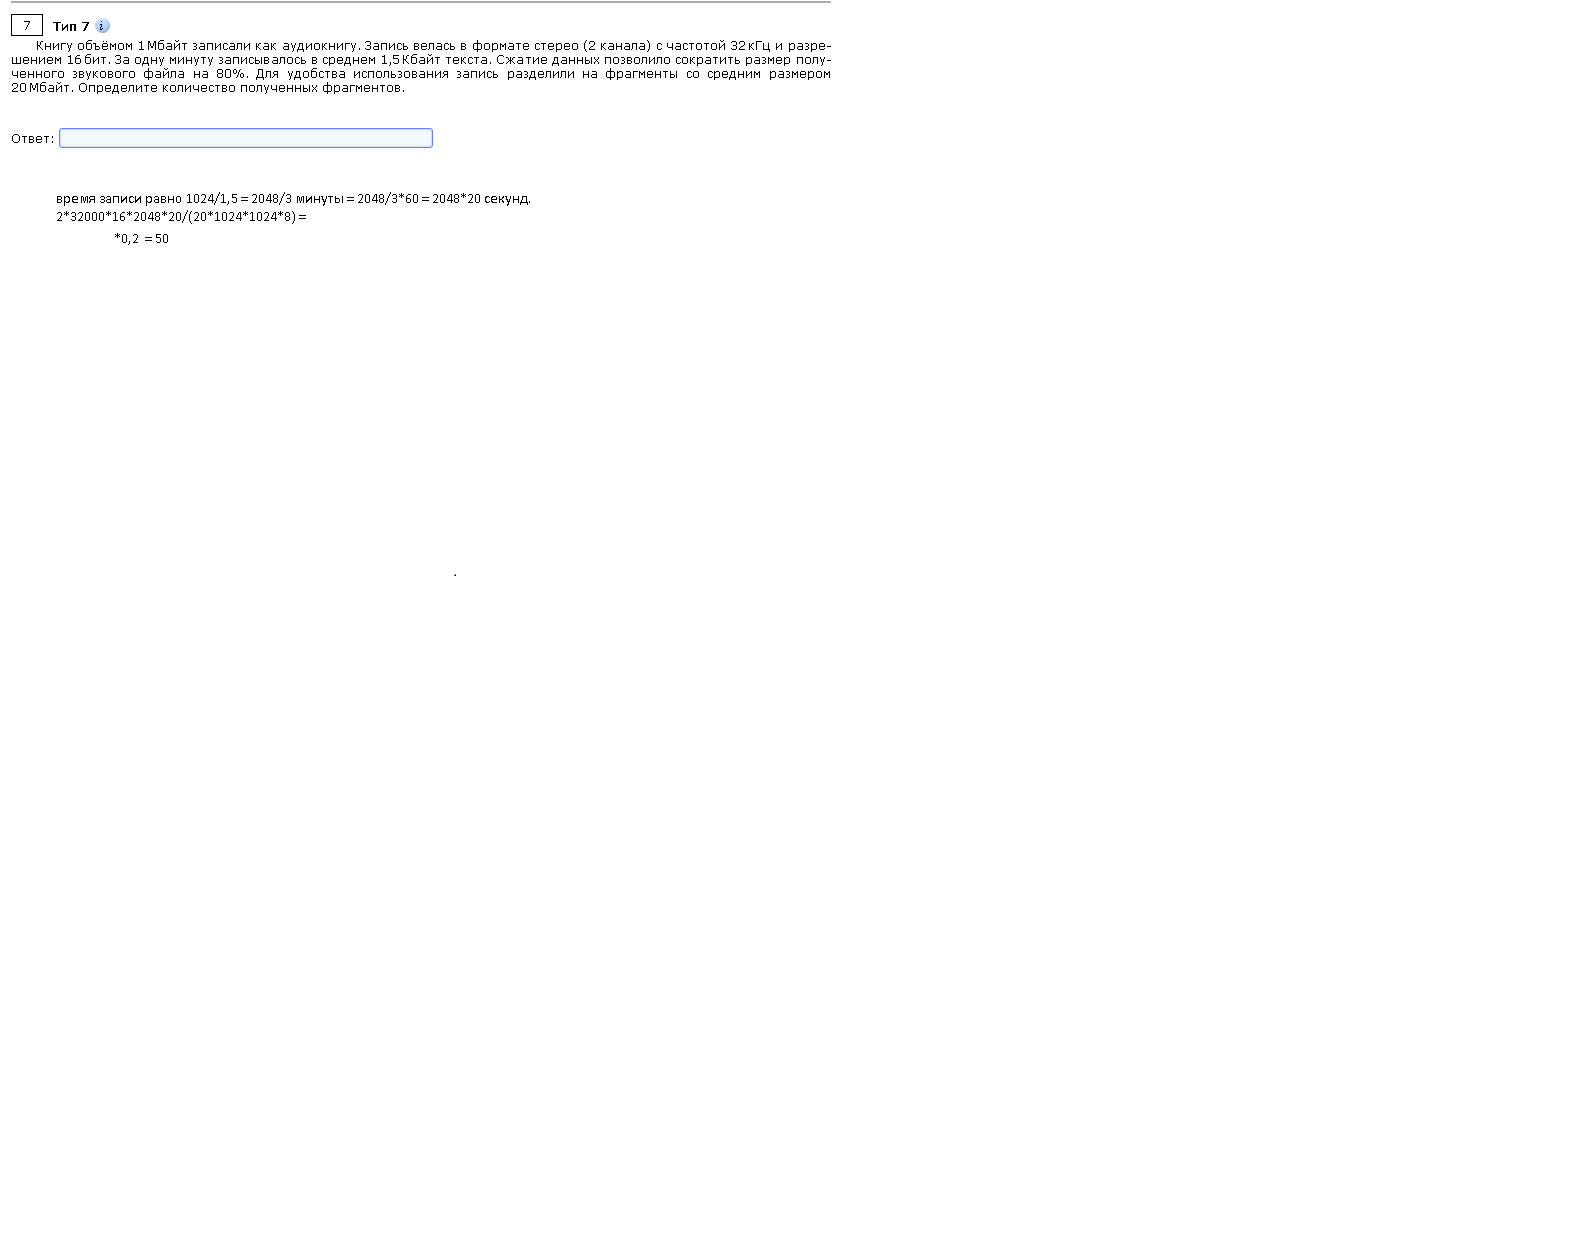 7 Тип 7 i
Книгу объёмом 1 Мбайт записали как аудиокнигу. Запись велась в формате стерео (2 канала) с частотой 32 кГц и разре-
шением 16 бит. За одну минуту записывалось в среднем 1,5 Кбайт текста. Сжатие данных позволило сократить размер полу-
ченного звукового файла на 80%. Для удобства использования запись разделили на фрагменты со средним размером
20 Мбайт. Определите количество полученных фрагментов.
Ответ:
время записи равно 1024/1,5 = 2048/3 минуты = 2048/3*60 = 2048*20 секунд.
2*32000*16*2048*20/(20*1024*1024*8) =
*0,2 = 50
.